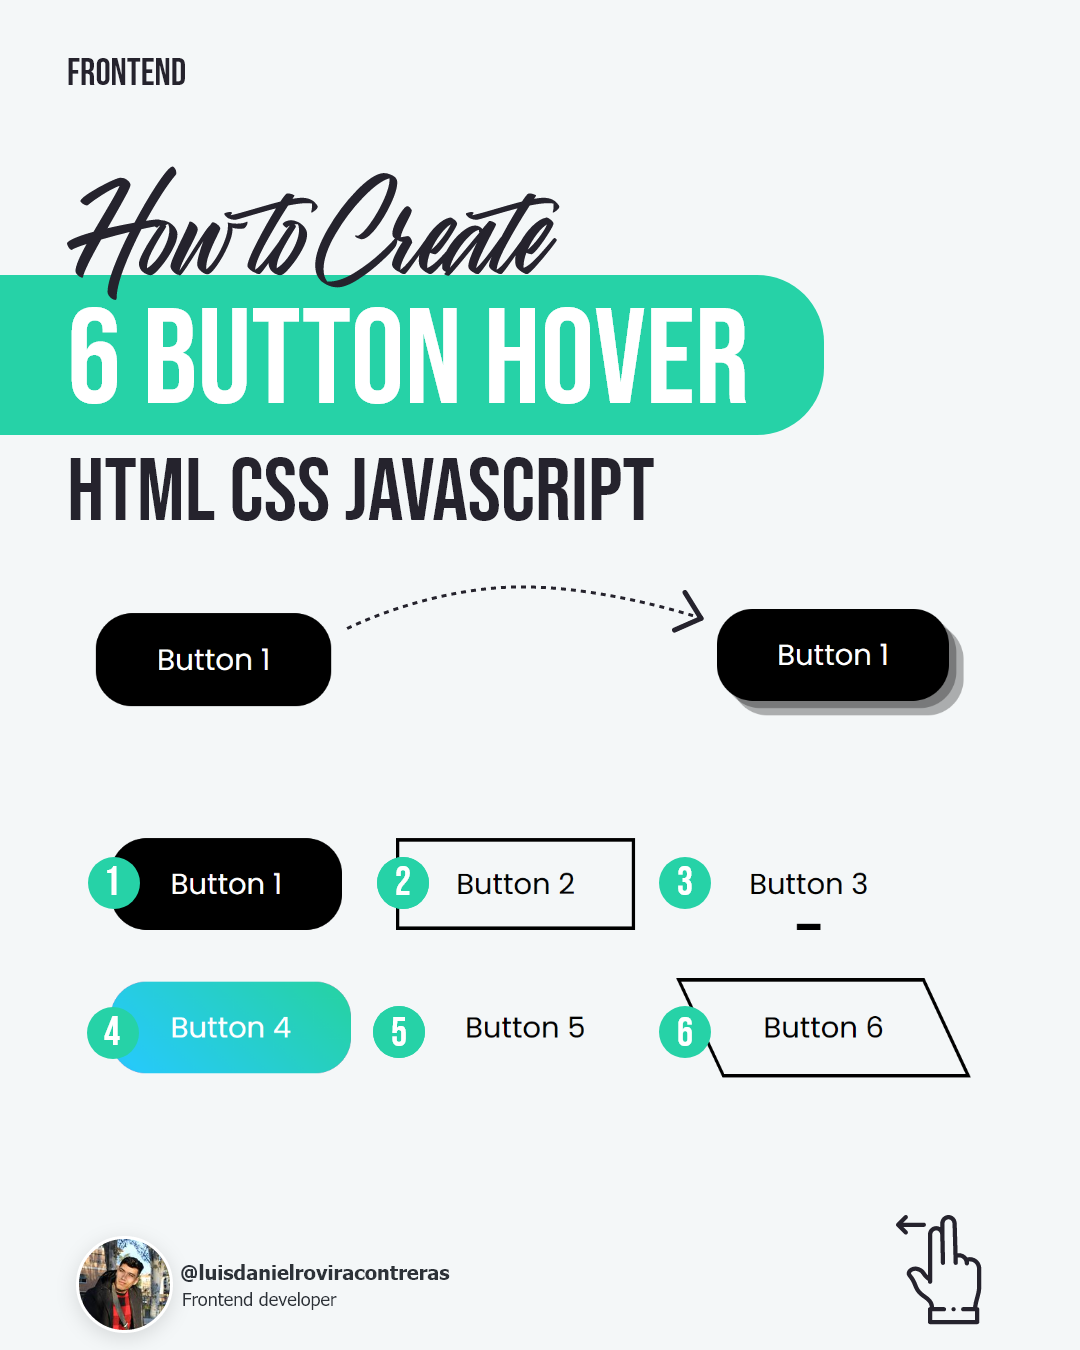 FRONTEND
How to Create
6 BUTTON HOVER
HTML CSS JAVASCRIPT
Button 1
Button 1
1 Button 1
2 Button 2
3 Button 3
4 Button 4
5 Button 5
6 Button 6
@luisdanielroviracontreras
Frontend developer